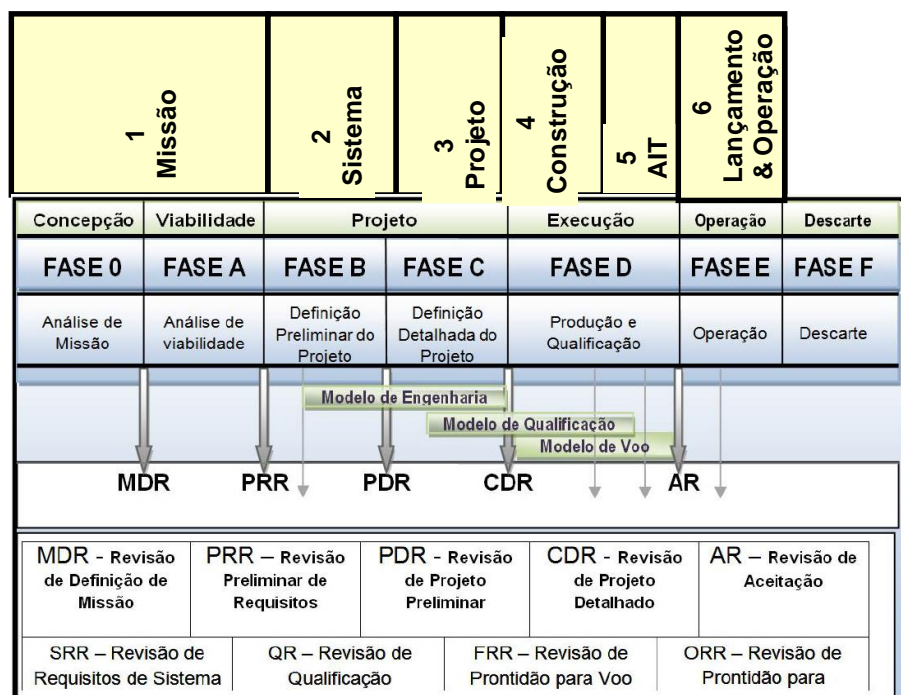 1
Missão
2
Sistema
3
Projeto
4
Construção
5
AIT
6
Lançamento
& Operação
Concepção Viabilidade Projeto Execução Operação Descarte
FASE 0 FASE A FASE B FASE C FASE D FASE E FASE F
Análise de
Missão
Análise de
viabilidade
Definição
Preliminar do
Projeto
Definição
Detalhada do
Projeto
Produção e
Qualificação
Operação
Descarte
Modelo de Engenharia
Modelo de Qualificação
Modelo de Voo
MDR PRR PDR CDR AR
MDR - Revisão
de Definição de
Missão
PRR – Revisão
Preliminar de
Requisitos
PDR - Revisão
de Projeto
Preliminar
CDR - Revisão
de Projeto
Detalhado
AR – Revisão de
Aceitação
SRR – Revisão de
Requisitos de Sistema
QR – Revisão de
Qualificação
FRR – Revisão de
Prontidão para Voo
ORR – Revisão de
Prontidão para